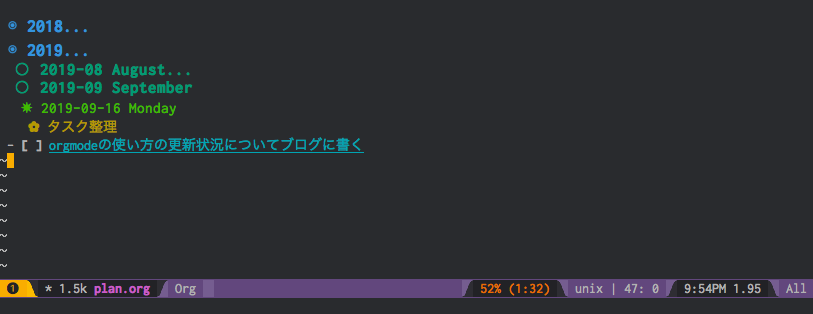 2018...
2019...
2019-08 August...
2019-09 September
2019-09-16 Monday
タスク整理
- [ ] orgmodeの使い方の更新状況についてブログに書く
~
~
~
~
~
~
~
~
1 * 1.5k plan.org Org 52% (1:32) unix | 47: 0 9:54PM 1.95 All